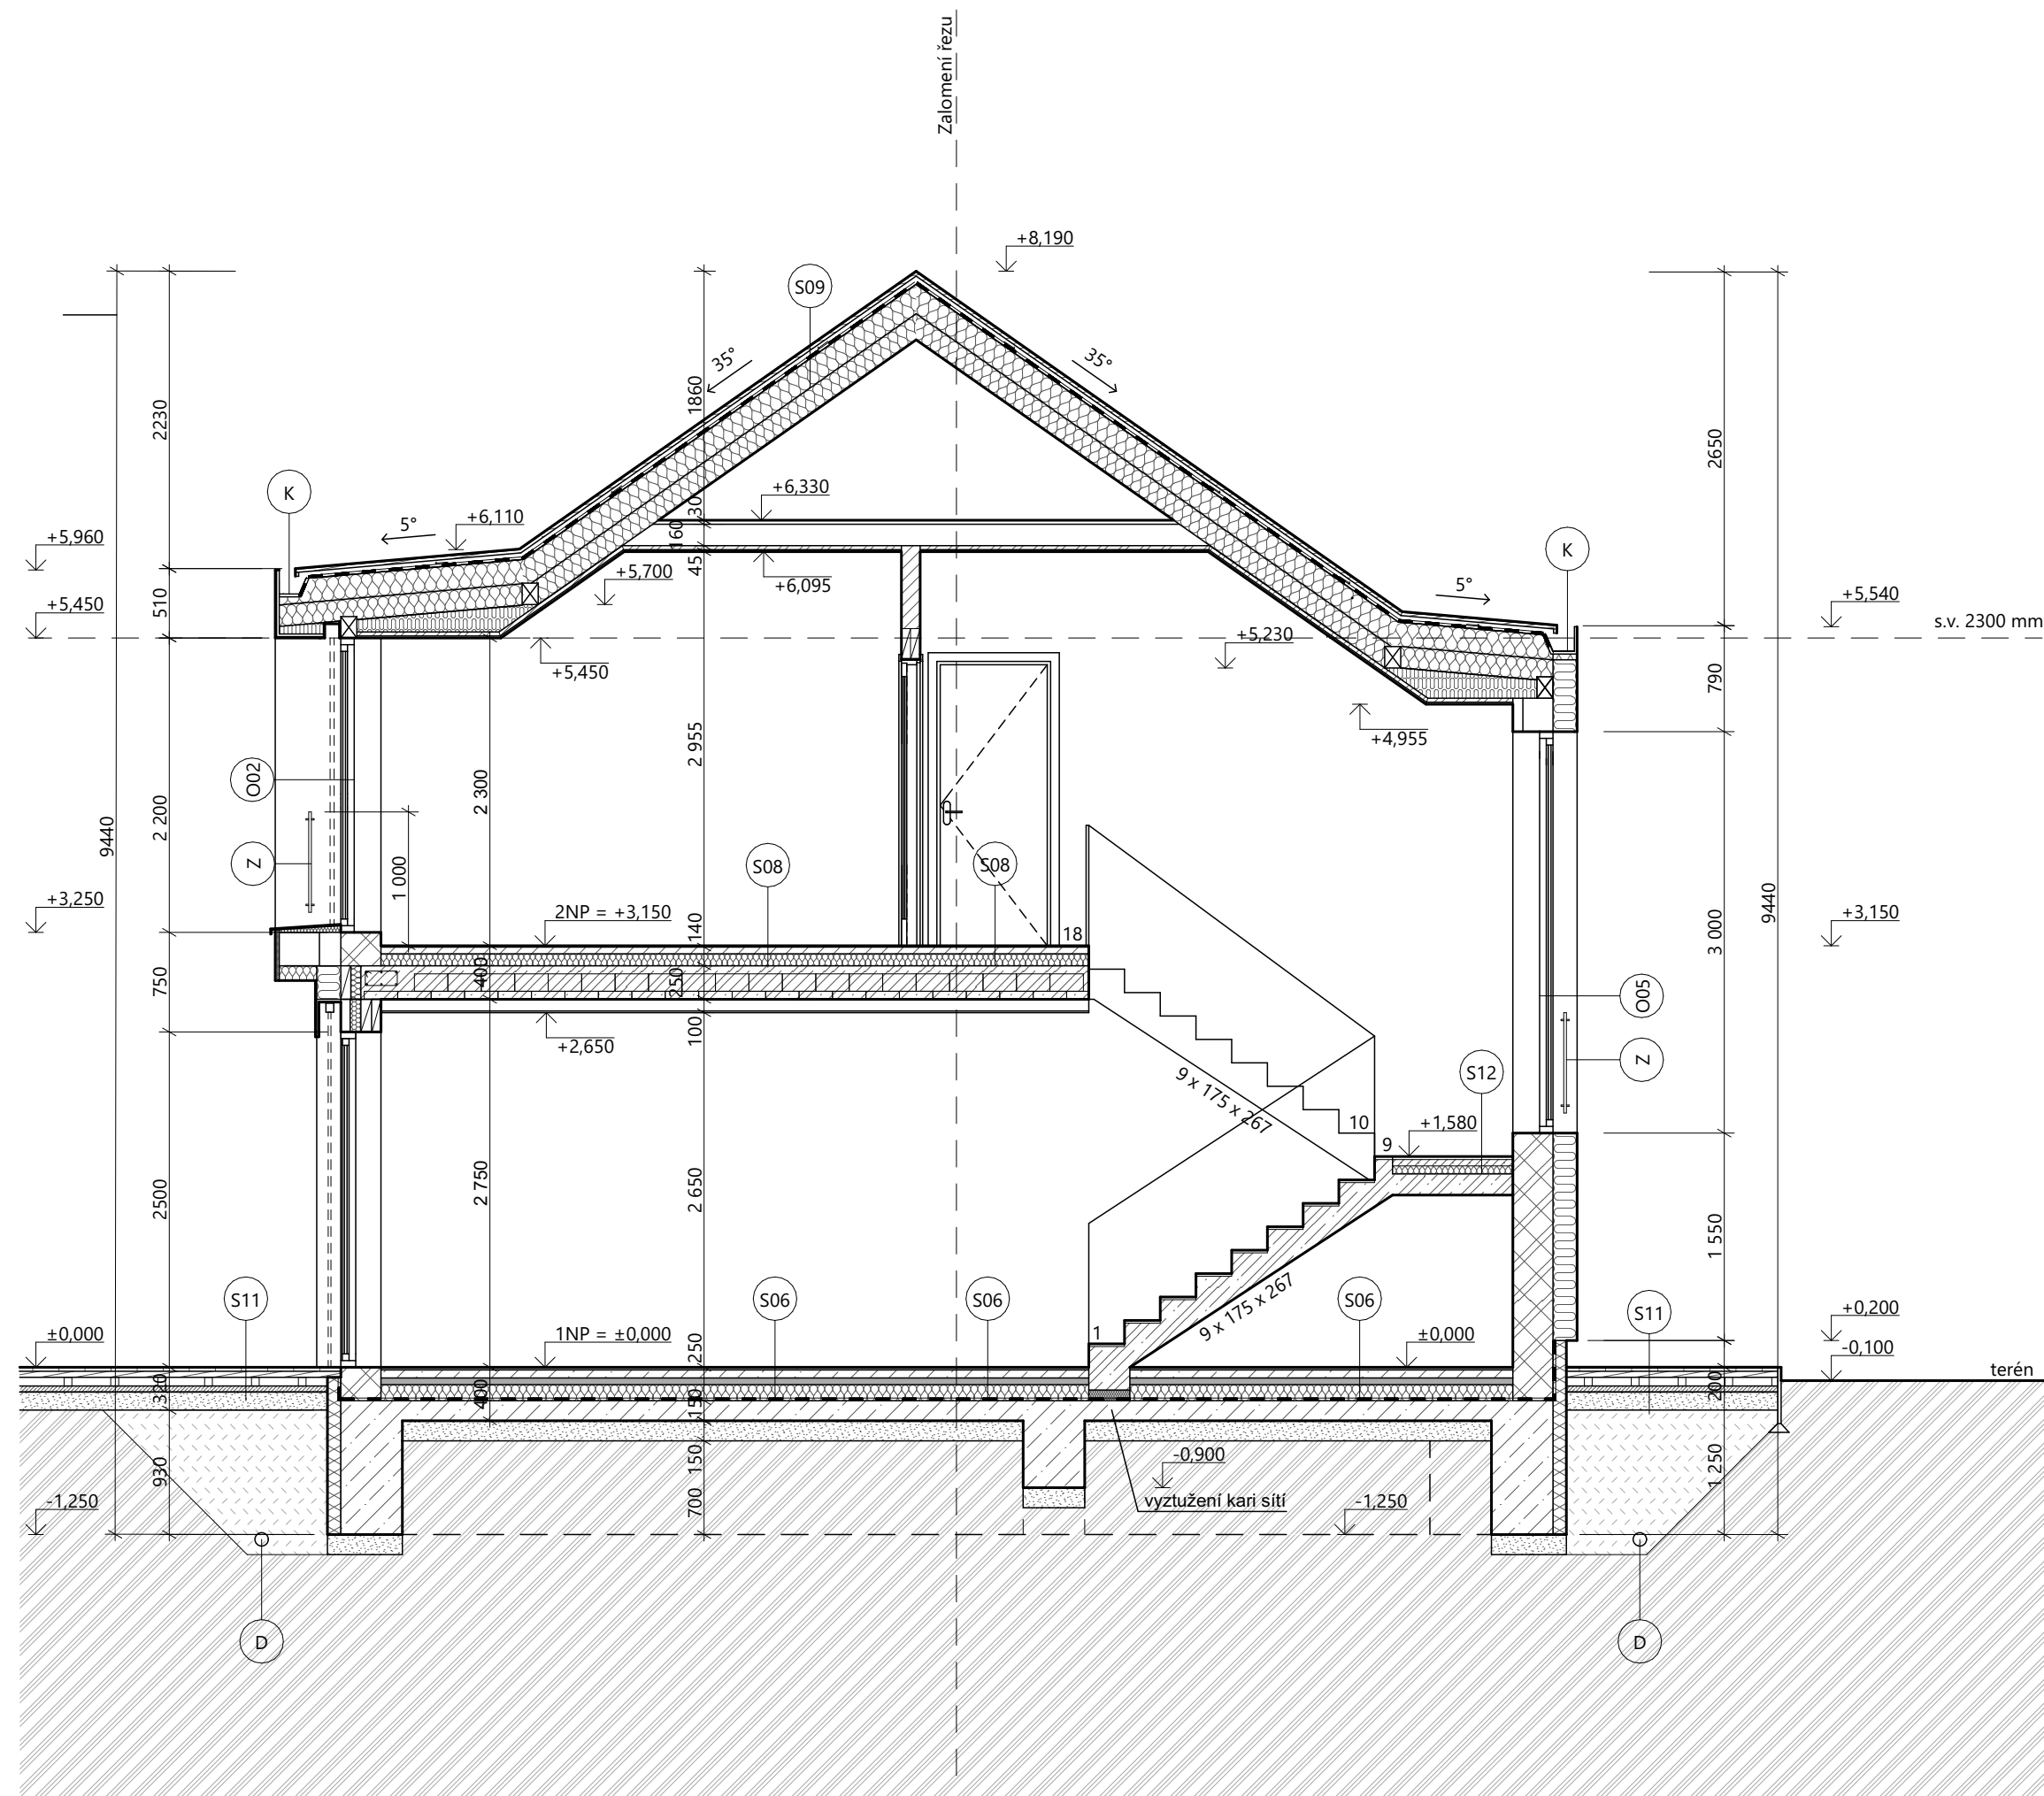 Zalomení řezu
+8,190
S09
35°
35°
1860
2230
2650
K
+6,330
30
+6,110
5°
160
+5,960
K
45
+5,700
+6,095
5°
+5,540
510
+5,450
s.v. 2300 mm
+5,230
+5,450
790
+4,955
2 955
O02
2 300
2 200
9440
Z
1 000
S08
S08
9440
+3,250
2NP = +3,150
140
18
3 000
+3,150
750
400
250
O05
+2,650
100
Z
S12
9 x 175 x 267
10
+1,580
9
2500
2 750
2 650
1 550
S11
S06
S06
S06
S11
9 x 175 x 267
+0,200
±0,000
1NP = ±0,000
250
1
±0,000
-0,100
terén
320
400
150
200
930
150
-0,900
1 250
-1,250
700
vyztužení kari sítí
-1,250
D
D